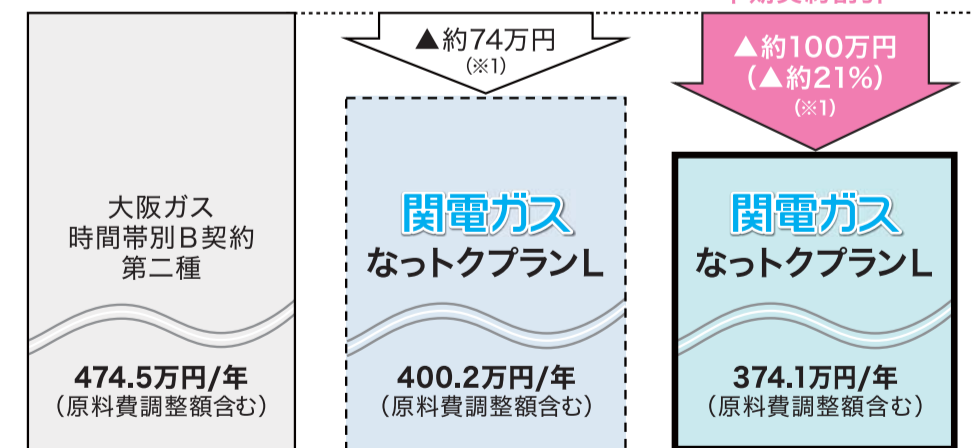 ▲約74万円
(※1)
▲約100万円
(▲約21%)
(※1)
大阪ガス
時間帯別B契約
第二種
474.5万円/年
(原料費調整額含む)
関電ガス
なっトクプランL
400.2万円/年
(原料費調整額含む)
関電ガス
なっトクプランL
374.1万円/年
(原料費調整額含む)